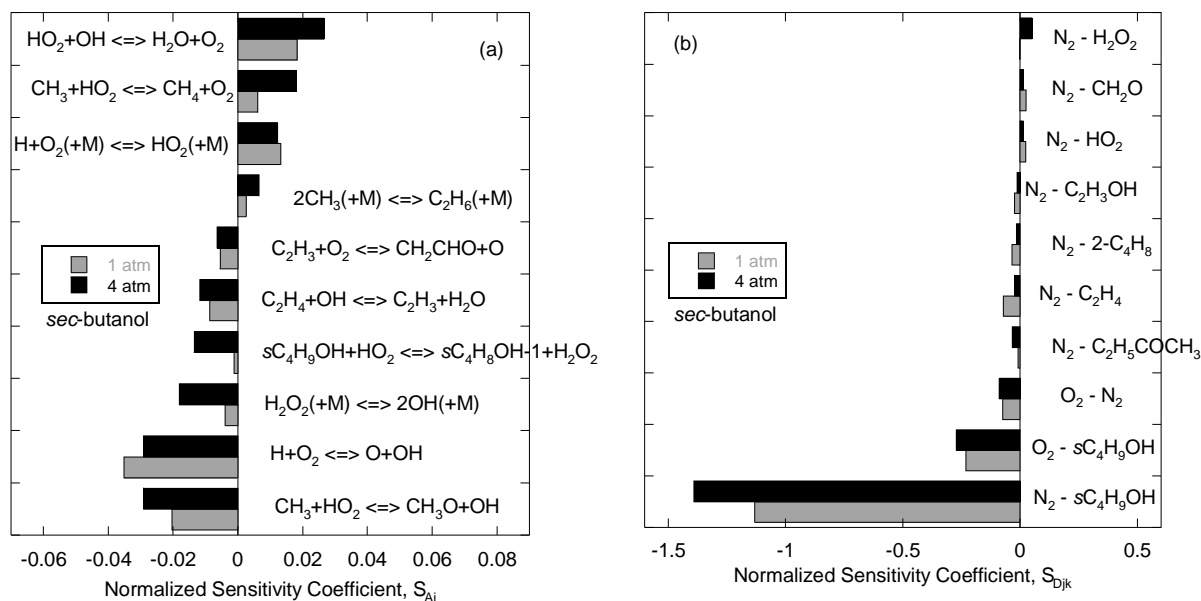 (a)
HO₂+OH <=> H₂O+O₂
CH₃+HO₂ <=> CH₄+O₂
H+O₂(+M) <=> HO₂(+M)
2CH₃(+M) <=> C₂H₆(+M)
C₂H₃+O₂ <=> CH₂CHO+O
1 atm
4 atm
C₂H₄+OH <=> C₂H₃+H₂O
sec-butanol
sC₄H₉OH+HO₂ <=> sC₄H₈OH-1+H₂O₂
H₂O₂(+M) <=> 2OH(+M)
H+O₂ <=> O+OH
CH₃+HO₂ <=> CH₃O+OH
-0.06 -0.04 -0.02 0 0.02 0.04 0.06 0.08
Normalized Sensitivity Coefficient, S_Ai
(b)
N₂ - H₂O₂
N₂ - CH₂O
N₂ - HO₂
N₂ - C₂H₃OH
N₂ - 2-C₄H₈
1 atm
4 atm
N₂ - C₂H₄
sec-butanol
N₂ - C₂H₅COCH₃
O₂ - N₂
O₂ - sC₄H₉OH
N₂ - sC₄H₉OH
-1.5 -1 -0.5 0 0.5
Normalized Sensitivity Coefficient, S_Djk